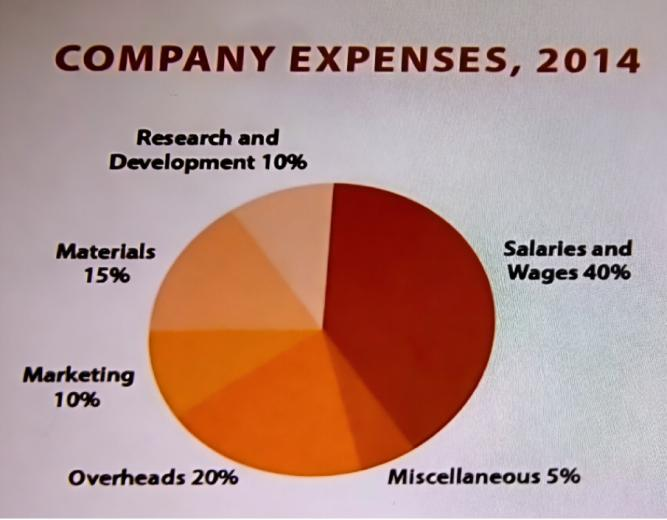 COMPANY EXPENSES, 2014
Research and
Development 10%
Salaries and
Wages 40%
Materials
15%
Marketing
10%
Overheads 20%
Miscellaneous 5%